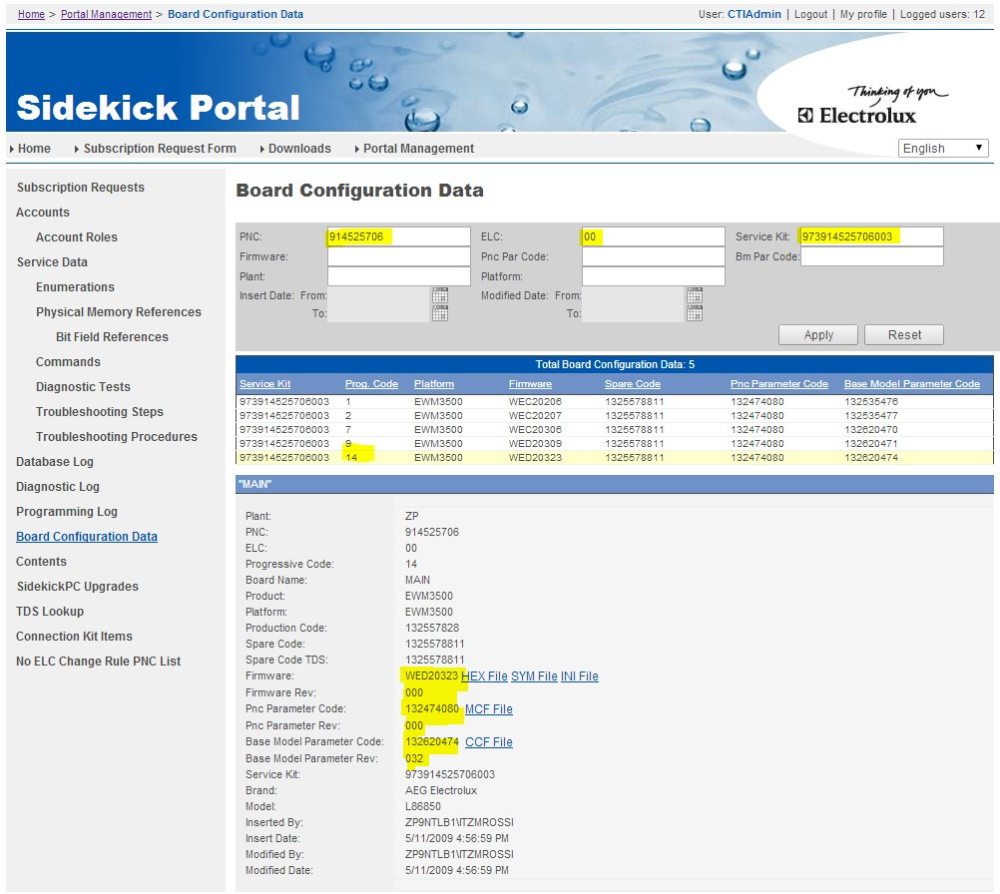 Home > Portal Management > Board Configuration Data
User: CTIAdmin | Logout | My profile | Logged users: 12
Sidekick Portal
Thinking of you
Electrolux
Home Subscription Request Form Downloads Portal Management
English
Subscription Requests
Accounts
Account Roles
Service Data
Enumerations
Physical Memory References
Bit Field References
Commands
Diagnostic Tests
Troubleshooting Steps
Troubleshooting Procedures
Database Log
Diagnostic Log
Programming Log
Board Configuration Data
Contents
SidekickPC Upgrades
TDS Lookup
Connection Kit Items
No ELC Change Rule PNC List
Board Configuration Data
PNC: 914525706 ELC: 00 Service Kit: 973914525706003
Firmware: Pnc Par Code: Bm Par Code:
Plant: Platform:
Insert Date: From: Modified Date: From:
To: To:
Apply Reset
Total Board Configuration Data: 5
Service Kit Prog. Code Platform Firmware Spare Code Pnc Parameter Code Base Model Parameter Code
973914525706003 1 EWM3500 WEC20206 1325578811 132474080 132535476
973914525706003 2 EWM3500 WEC20207 1325578811 132474080 132535477
973914525706003 7 EWM3500 WEC20306 1325578811 132474080 132620470
973914525706003 9 EWM3500 WED20309 1325578811 132474080 132620471
973914525706003 14 EWM3500 WED20323 1325578811 132474080 132620474
"MAIN"
Plant: ZP
PNC: 914525706
ELC: 00
Progressive Code: 14
Board Name: MAIN
Product: EWM3500
Platform: EWM3500
Production Code: 132557828
Spare Code: 1325578811
Spare Code TDS: 1325578811
Firmware: WED20323 HEX File SYM File INI File
Firmware Rev: 000
Pnc Parameter Code: 132474080 MCF File
Pnc Parameter Rev: 000
Base Model Parameter Code: 132620474 CCF File
Base Model Parameter Rev: 032
Service Kit: 973914525706003
Brand: AEG Electrolux
Model: L86850
Inserted By: ZP9NTLB1\ITZMROSSI
Insert Date: 5/11/2009 4:56:59 PM
Modified By: ZP9NTLB1\ITZMROSSI
Modified Date: 5/11/2009 4:56:59 PM